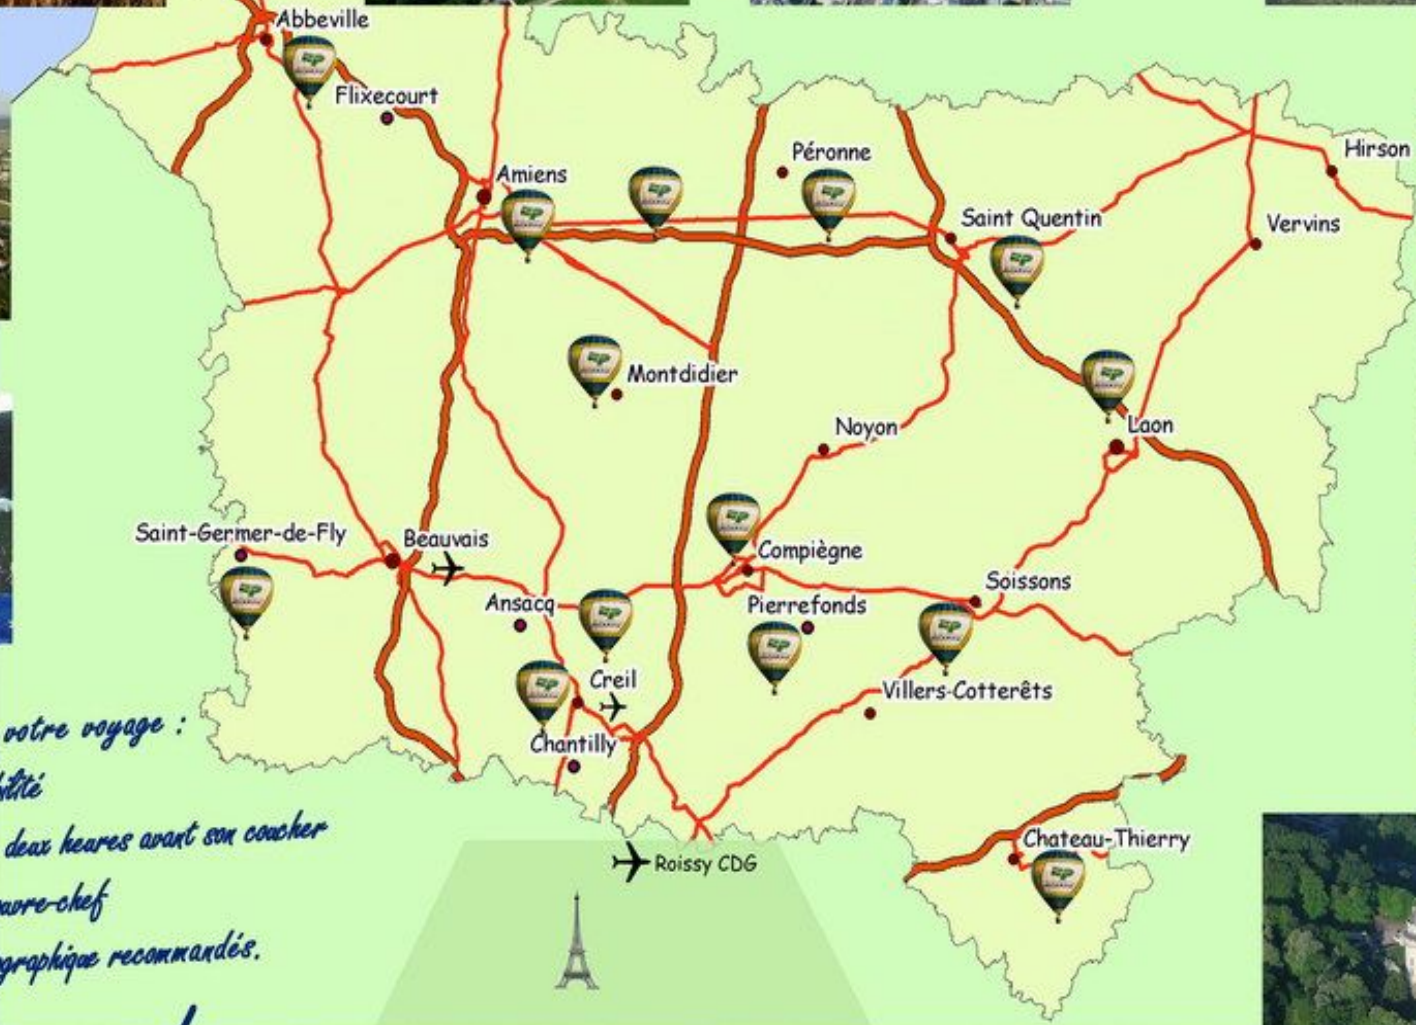 Abbeville
Flixecourt
Amiens
Péronne
Hirson
Saint Quentin
Vervins
Montdidier
Noyon
Laon
Saint-Germer-de-Fly
Beauvais
Compiègne
Soissons
Ansacq
Pierrefonds
Creil
Villers-Cotterêts
Chantilly
Chateau-Thierry
Roissy CDG
votre voyage :
deux heures avant son coucher
recommandés.